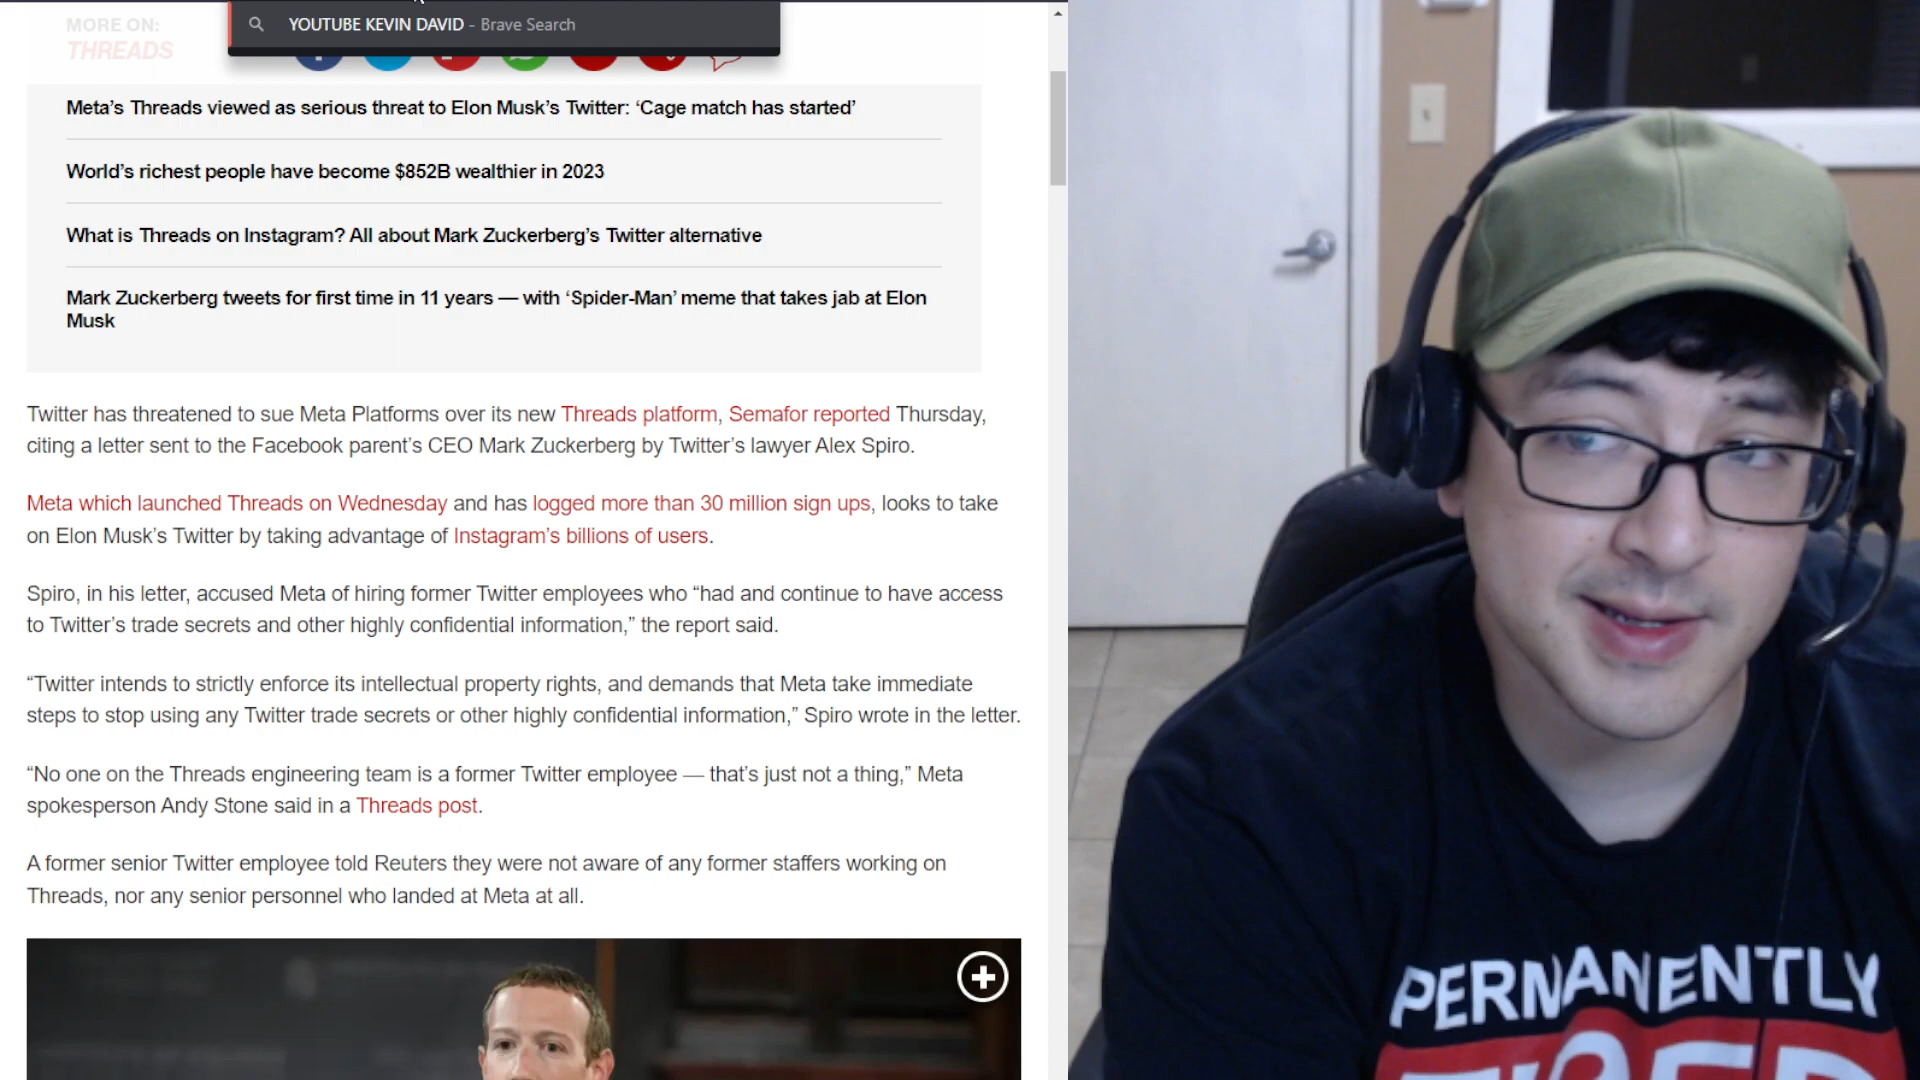 MORE ON:
THREADS
YOUTUBE KEVIN DAVID - Brave Search
Meta’s Threads viewed as serious threat to Elon Musk’s Twitter: ‘Cage match has started’
World’s richest people have become $852B wealthier in 2023
What is Threads on Instagram? All about Mark Zuckerberg’s Twitter alternative
Mark Zuckerberg tweets for first time in 11 years — with ‘Spider-Man’ meme that takes jab at Elon
Musk
Twitter has threatened to sue Meta Platforms over its new Threads platform, Semafor reported Thursday,
citing a letter sent to the Facebook parent’s CEO Mark Zuckerberg by Twitter’s lawyer Alex Spiro.
Meta which launched Threads on Wednesday and has logged more than 30 million sign ups, looks to take
on Elon Musk’s Twitter by taking advantage of Instagram’s billions of users.
Spiro, in his letter, accused Meta of hiring former Twitter employees who “had and continue to have access
to Twitter’s trade secrets and other highly confidential information,” the report said.
“Twitter intends to strictly enforce its intellectual property rights, and demands that Meta take immediate
steps to stop using any Twitter trade secrets or other highly confidential information,” Spiro wrote in the letter.
“No one on the Threads engineering team is a former Twitter employee — that’s just not a thing,” Meta
spokesperson Andy Stone said in a Threads post.
A former senior Twitter employee told Reuters they were not aware of any former staffers working on
Threads, nor any senior personnel who landed at Meta at all.
PERMANENTLY